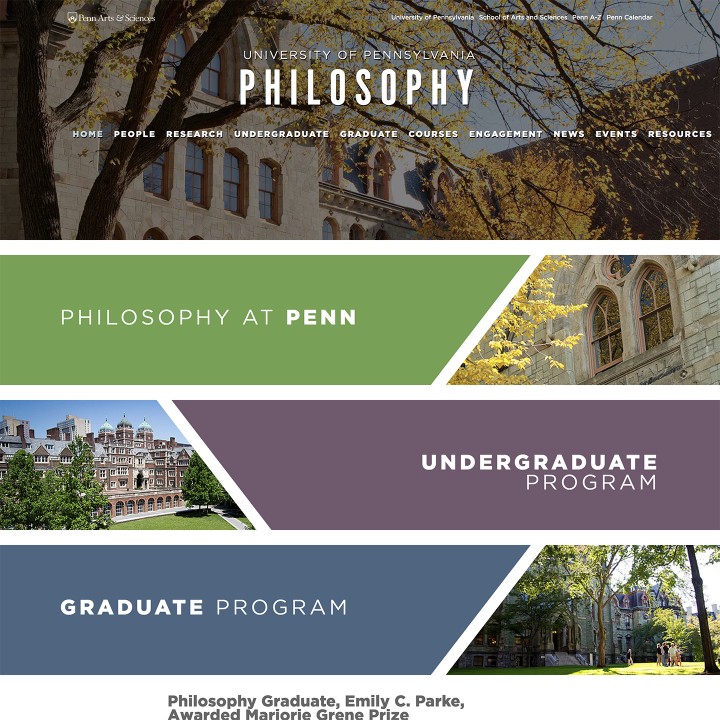 Penn Arts & Sciences
University of Pennsylvania School of Arts and Sciences Penn A-Z Penn Calendar
UNIVERSITY OF PENNSYLVANIA
PHILOSOPHY
HOME PEOPLE RESEARCH UNDERGRADUATE GRADUATE COURSES ENGAGEMENT NEWS EVENTS RESOURCES
PHILOSOPHY AT PENN
UNDERGRADUATE
PROGRAM
GRADUATE PROGRAM
Philosophy Graduate, Emily C. Parke,
Awarded Marjorie Grene Prize